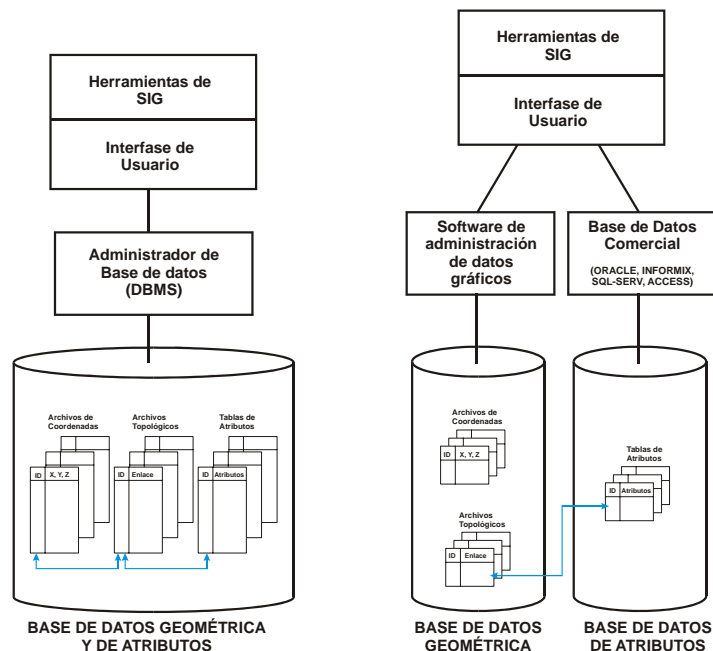 Herramientas de
SIG
Interfase de
Usuario
Administrador de
Base de datos
(DBMS)
Archivos de
Coordenadas
Archivos
Topológicos
Tablas de
Atributos
ID X, Y, Z
ID Enlace
ID Atributos
BASE DE DATOS GEOMÉTRICA
Y DE ATRIBUTOS
Herramientas de
SIG
Interfase de
Usuario
Software de
administración
de datos
gráficos
Base de Datos
Comercial
(ORACLE, INFORMIX,
SQL-SERV, ACCESS)
Archivos de
Coordenadas
ID X, Y, Z
Archivos
Topológicos
ID Enlace
Tablas de
Atributos
ID Atributos
BASE DE DATOS
GEOMÉTRICA
BASE DE DATOS
DE ATRIBUTOS